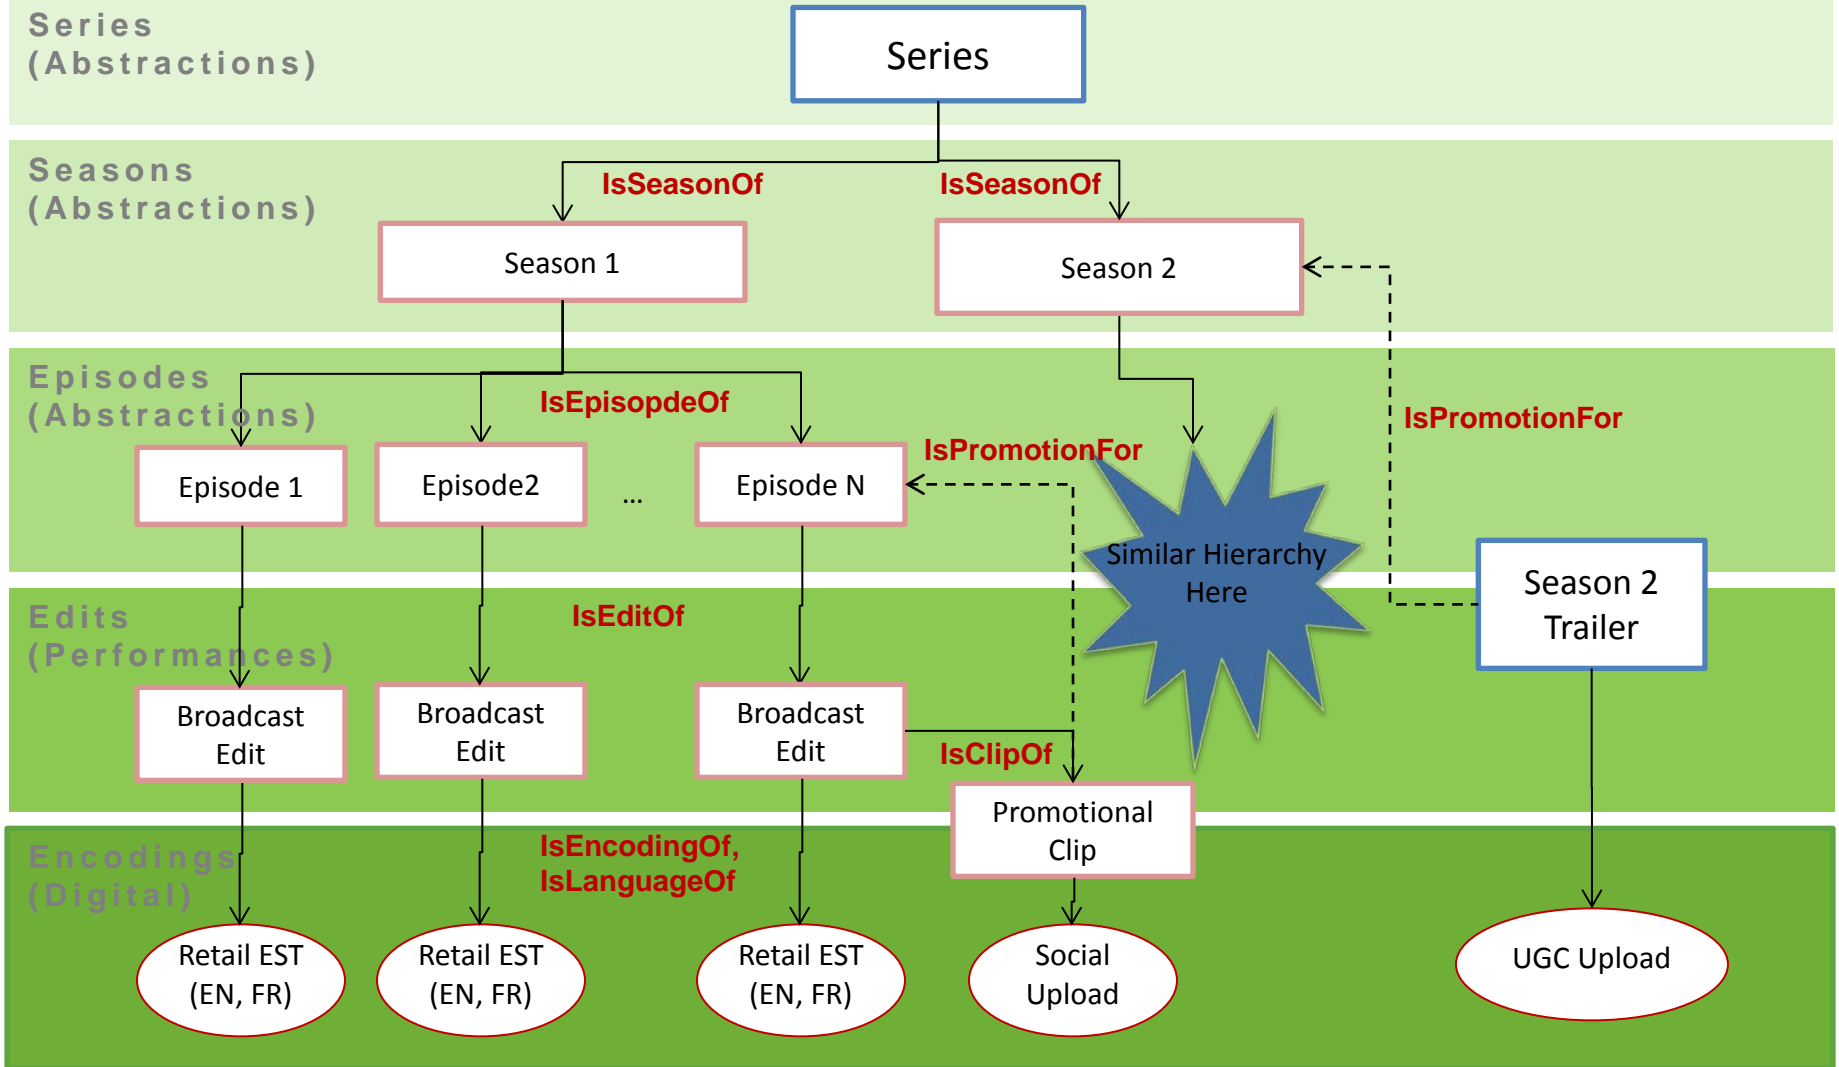 Series
(Abstractions)
Series
Seasons
(Abstractions)
IsSeasonOf
IsSeasonOf
Season 1
Season 2
Episodes
(Abstractions)
IsEpisopdeOf
IsPromotionFor
IsPromotionFor
Episode 1
Episode2
...
Episode N
Similar Hierarchy
Here
Season 2
Trailer
Edits
(Performances)
IsEditOf
Broadcast
Edit
Broadcast
Edit
Broadcast
Edit
IsClipOf
Promotional
Clip
Encodings
(Digital)
IsEncodingOf,
IsLanguageOf
Retail EST
(EN, FR)
Retail EST
(EN, FR)
Retail EST
(EN, FR)
Social
Upload
UGC Upload